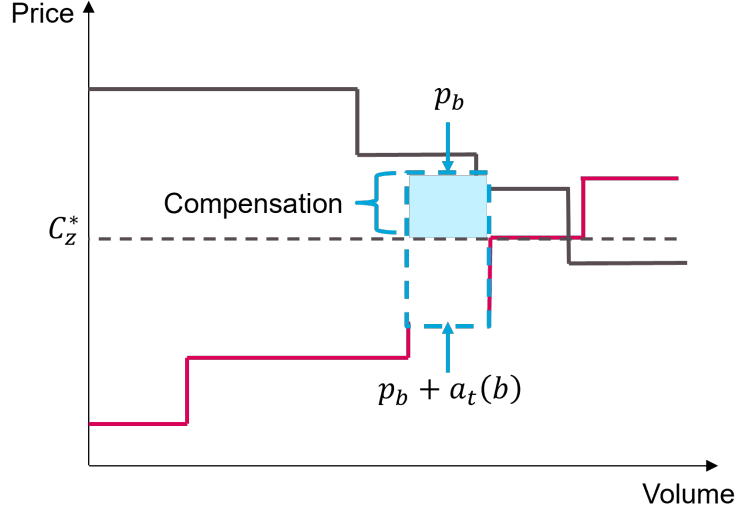 Price
p_b
Compensation
C_z^*
p_b + a_t(b)
Volume